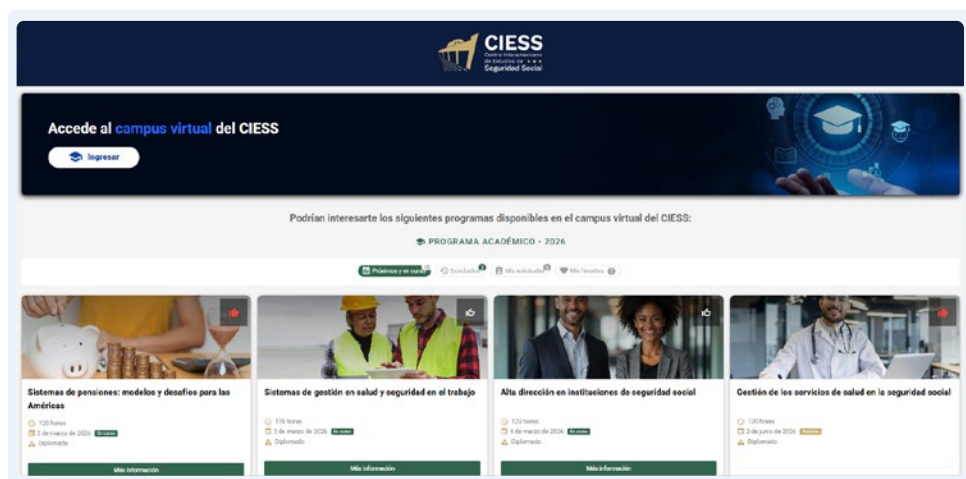 CIESS
Centro Interamericano
de Estudios de
Seguridad Social
Accede al campus virtual del CIESS
Ingresar
Podrían interesarte los siguientes programas disponibles en el campus virtual del CIESS:
PROGRAMA ACADÉMICO - 2026
Próximos y en curso
Concluidos
Mis solicitudes
Mis favoritos
Sistemas de pensiones: modelos y desafíos para las
Américas
120 horas
2 de marzo de 2026 En curso
Diplomado
Más información
Sistemas de gestión en salud y seguridad en el trabajo
120 horas
3 de marzo de 2026 En curso
Diplomado
Más información
Alta dirección en instituciones de seguridad social
120 horas
de marzo de 2026 En curso
Diplomado
Más información
Gestión de los servicios de salud en la seguridad social
120 horas
2 de junio de 2026
Diplomado